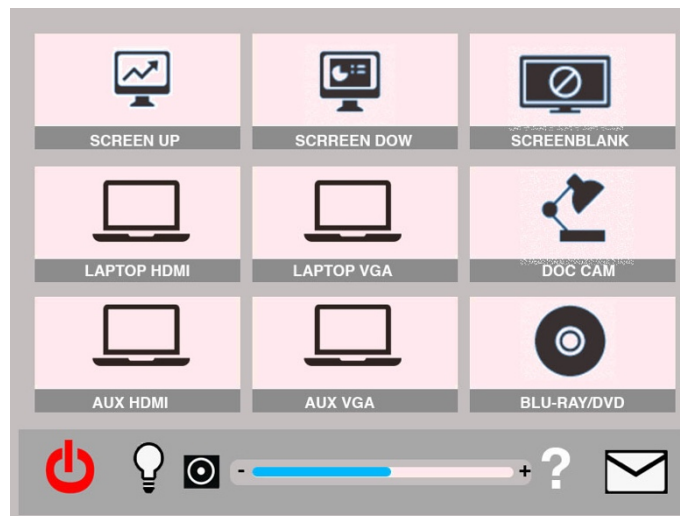 SCREEN UP
SCRREEN DOW
SCREENBLANK
LAPTOP HDMI
LAPTOP VGA
DOC CAM
AUX HDMI
AUX VGA
BLU-RAY/DVD
- + ?